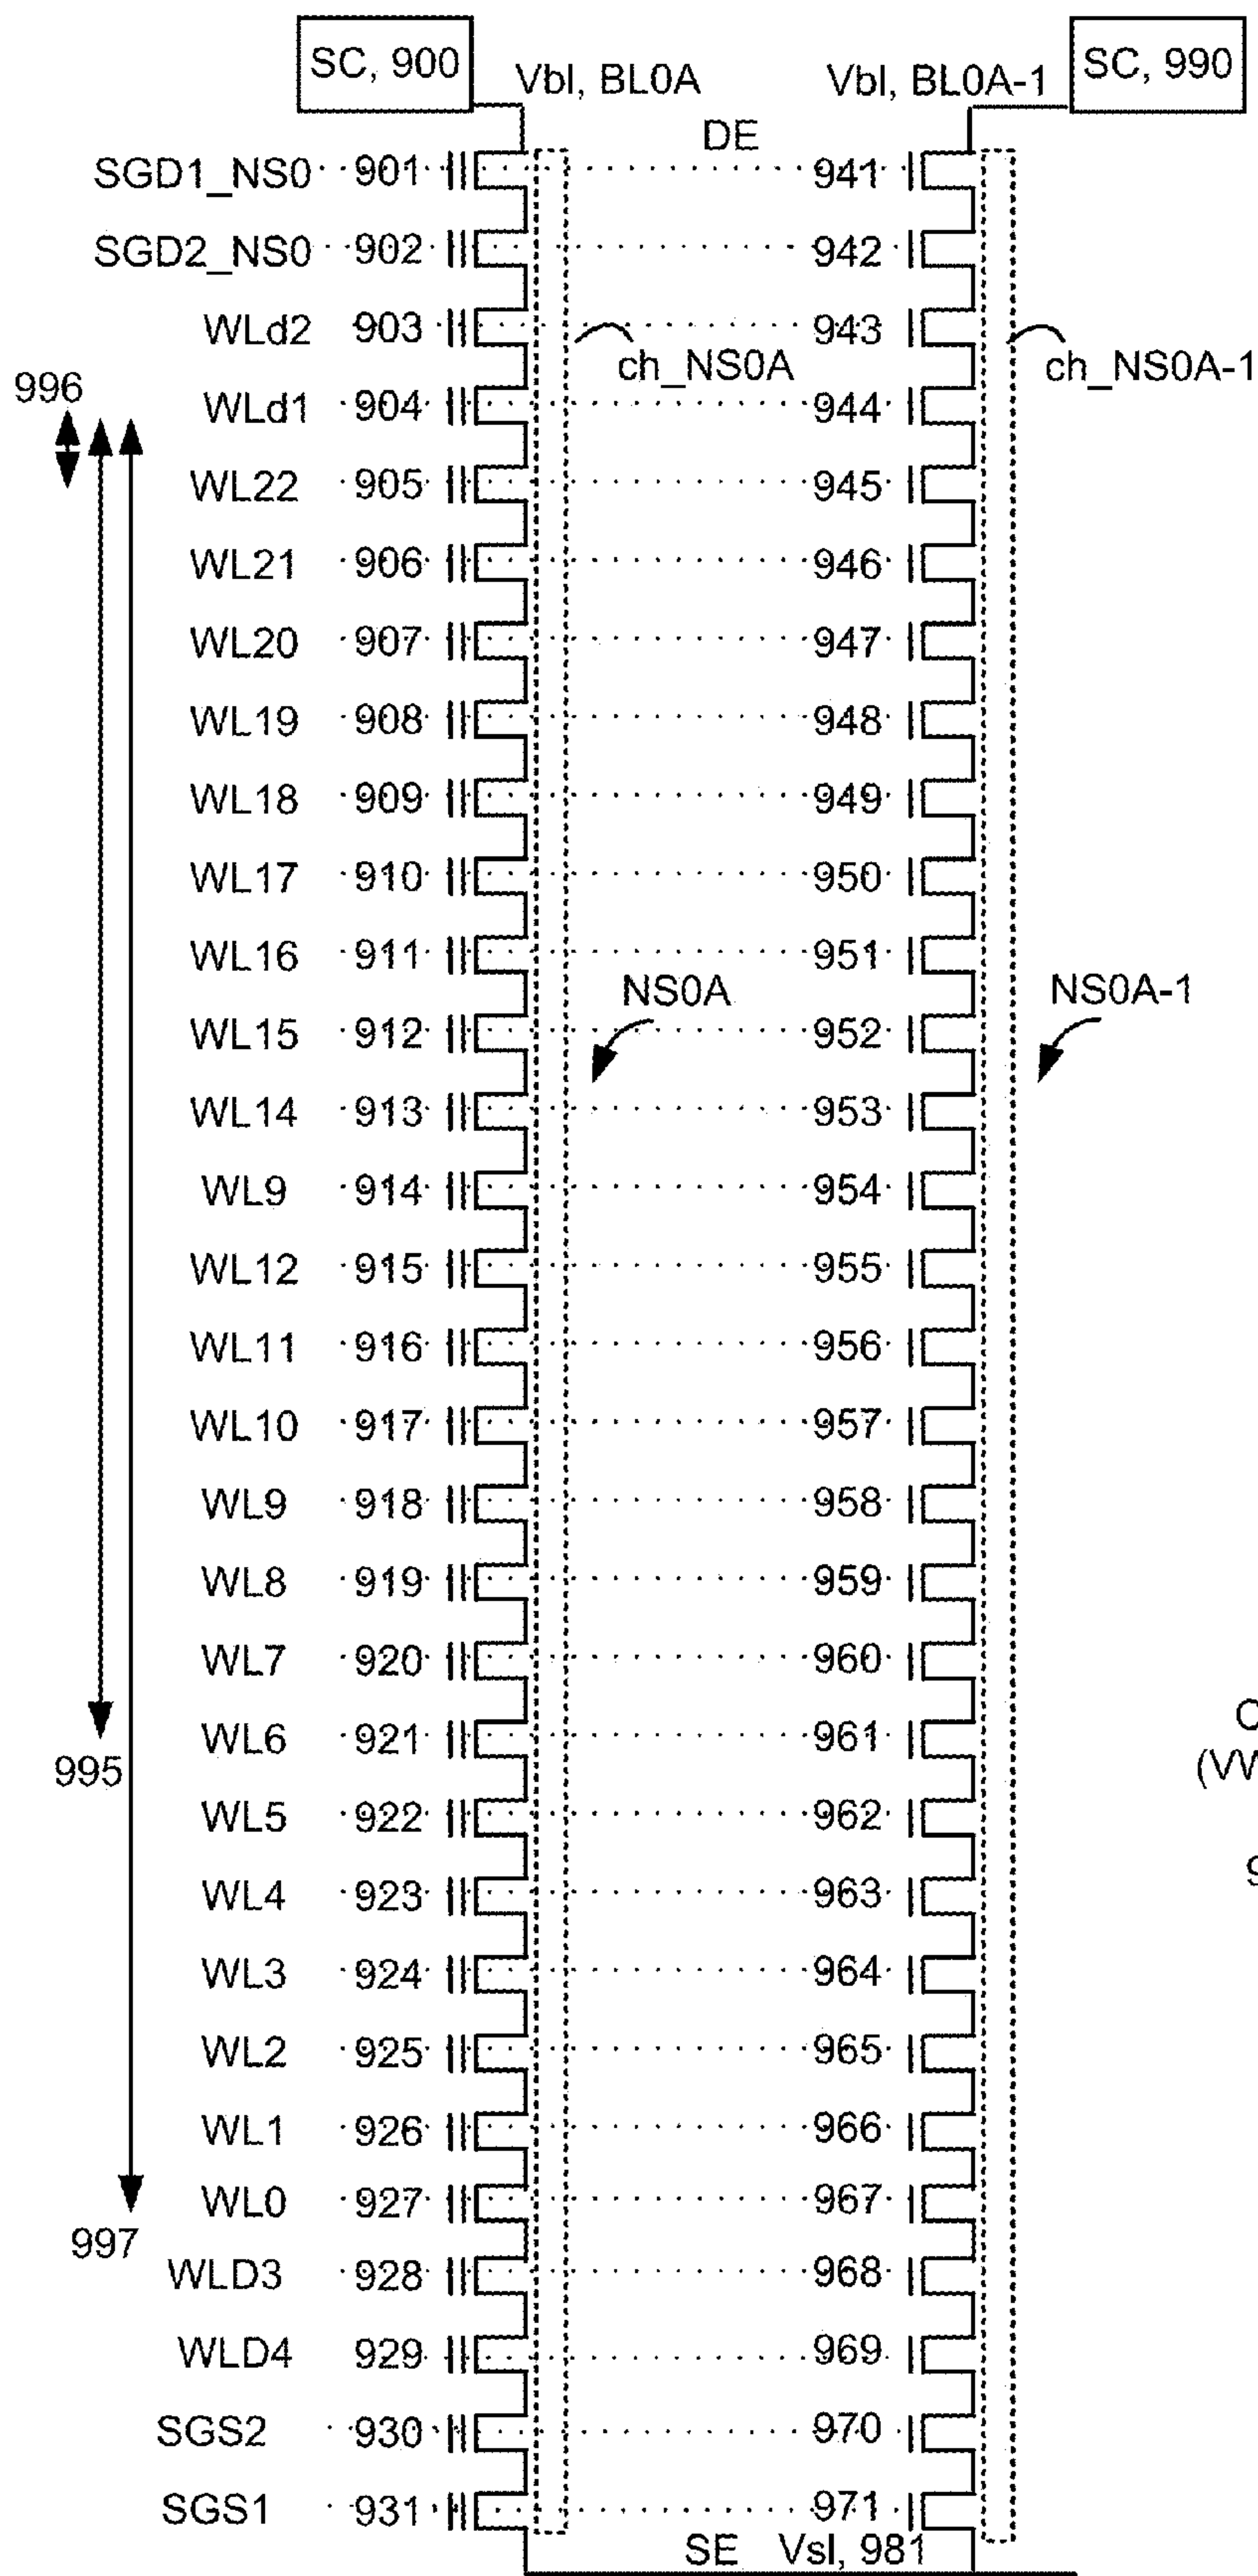 SC, 900 Vbl, BL0A Vbl, BL0A-1 SC, 990
DE
SGD1_NS0 901 941
SGD2_NS0 902 942
WLd2 903 943
ch_NS0A ch_NS0A-1
996
WLd1 904 944
WL22 905 945
WL21 906 946
WL20 907 947
WL19 908 948
WL18 909 949
WL17 910 950
WL16 911 951
NS0A NS0A-1
WL15 912 952
WL14 913 953
WL9 914 954
WL12 915 955
WL11 916 956
WL10 917 957
WL9 918 958
WL8 919 959
WL7 920 960
WL6 921 961
995
WL5 922 962
WL4 923 963
WL3 924 964
WL2 925 965
WL1 926 966
WL0 927 967
997
WLD3 928 968
WLD4 929 969
SGS2 930 970
SGS1 931 971
SE Vsl, 981